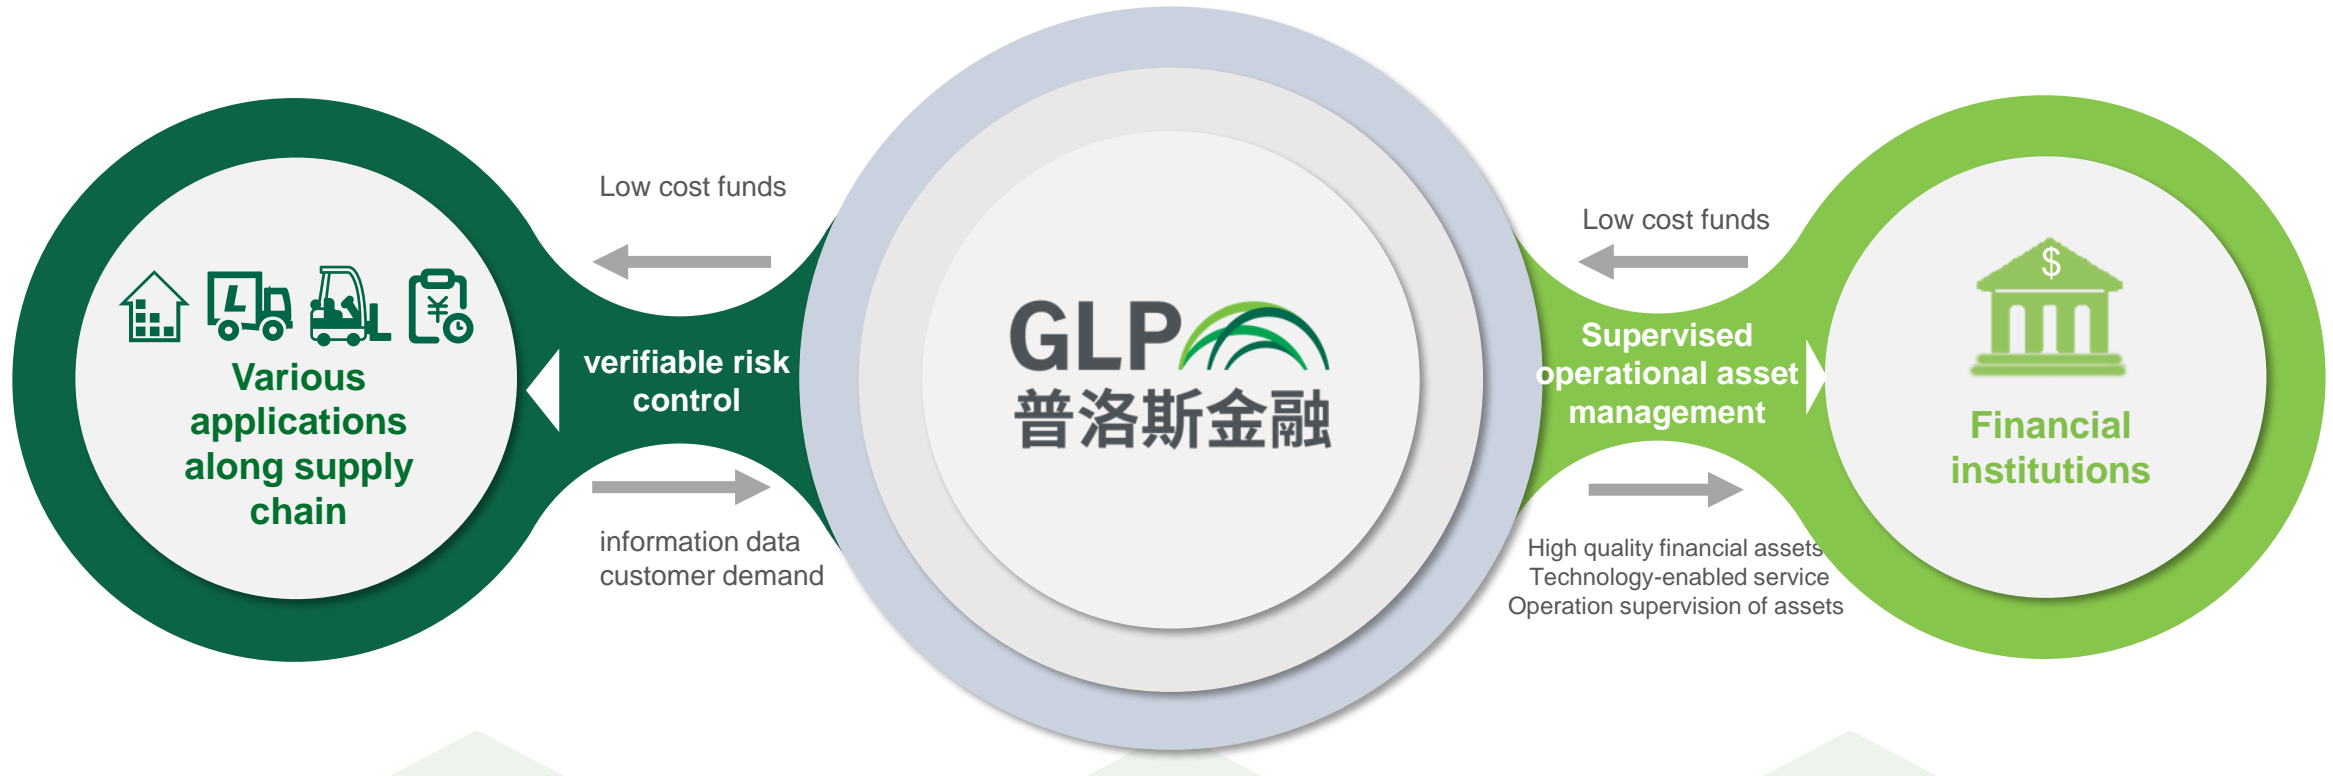 Low cost funds
Various
applications
along supply
chain
verifiable risk
control
information data
customer demand
GLP
普洛斯金融
Low cost funds
Supervised
operational asset
management
High quality financial assets
Technology-enabled service
Operation supervision of assets
$
Financial
institutions
L
¥